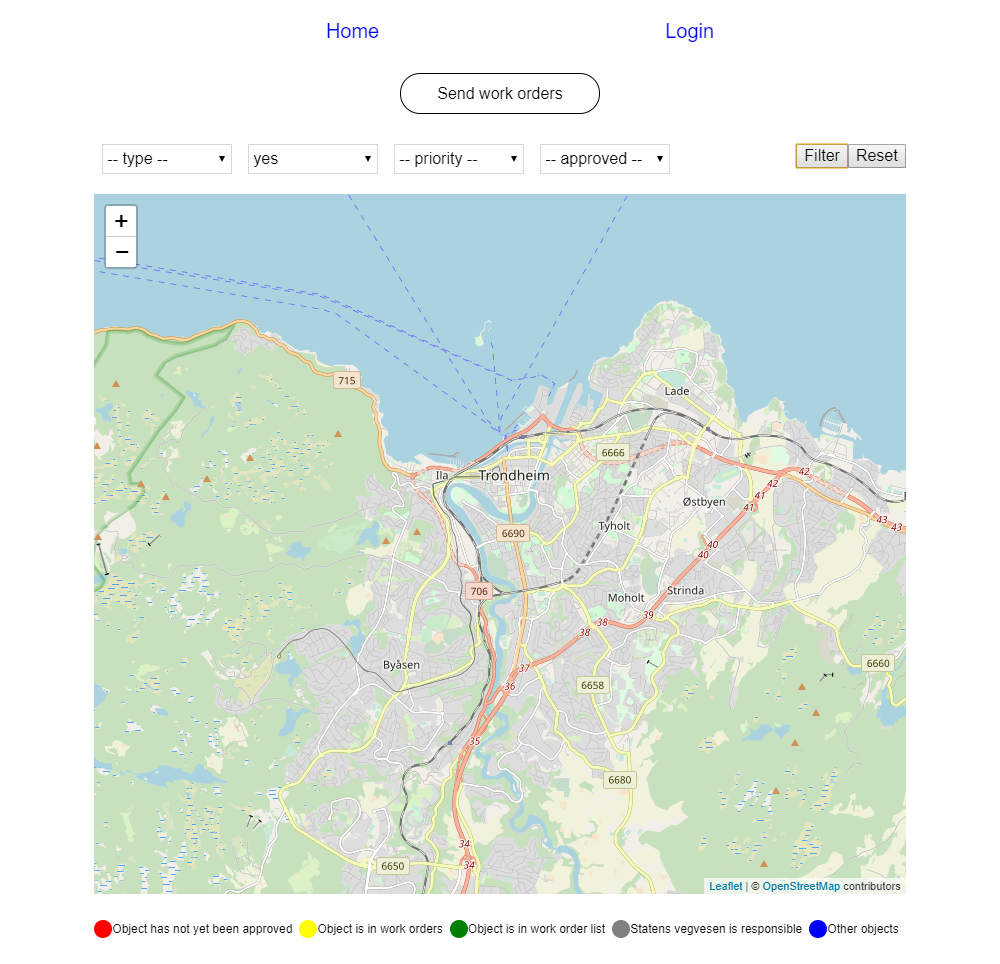 Home Login
Send work orders
-- type -- yes -- priority -- -- approved -- Filter Reset
+
−
715
Lade
6666
Ila Trondheim
42
42
41
Østbyen
41
43
43
Tyholt
6690
40
40
706
Moholt
Strinda
39
38
38
Byåsen
6660
37
36
6658
35
6680
34
34
6650
Leaflet | © OpenStreetMap contributors
Object has not yet been approved Object is in work orders Object is in work order list Statens vegvesen is responsible Other objects